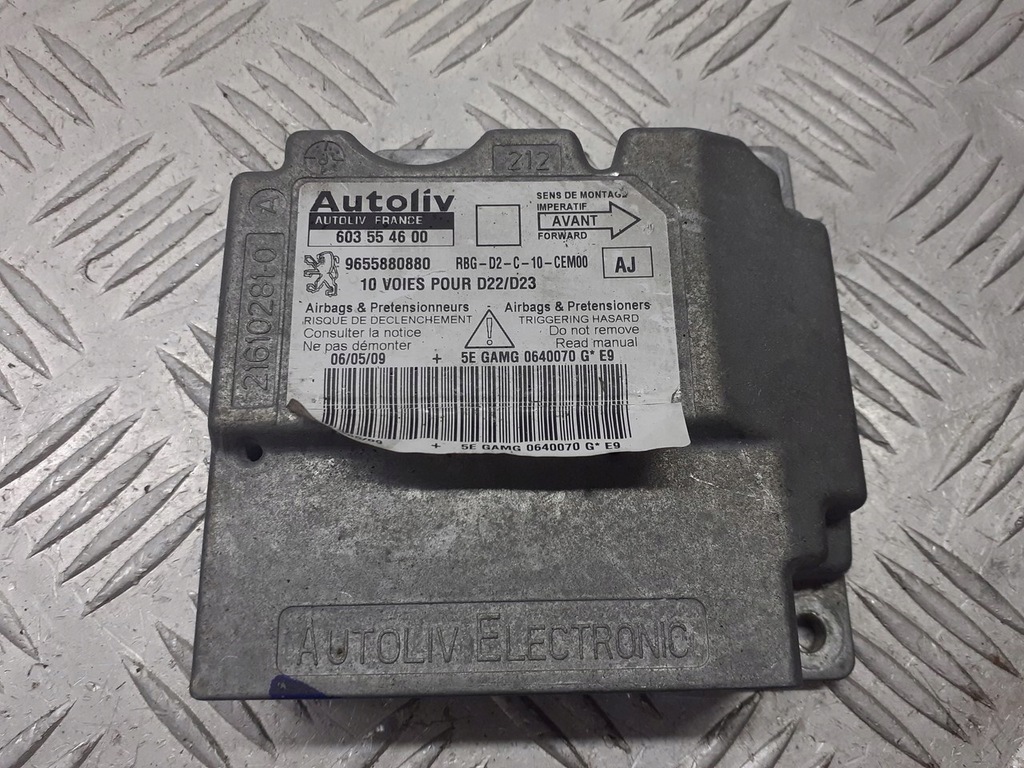 212
A
21610281-0
Autoliv
AUTOLIV FRANCE
603 55 46 00
SENS DE MONTAGE
IMPERATIF
AVANT
FORWARD
9655880880 RBG-D2-C-10-CEM00 AJ
10 VOIES POUR D22/D23
Airbags & Pretensionneurs
RISQUE DE DECLENCHEMENT
Consulter la notice
Ne pas démonter
Airbags & Pretensioners
TRIGGERING HASARD
Do not remove
Read manual
06/05/09 + 5E GAMG 0640070 G* E9
+ 5E GAMG 0640070 G* E9
AUTOLIV ELECTRONIC